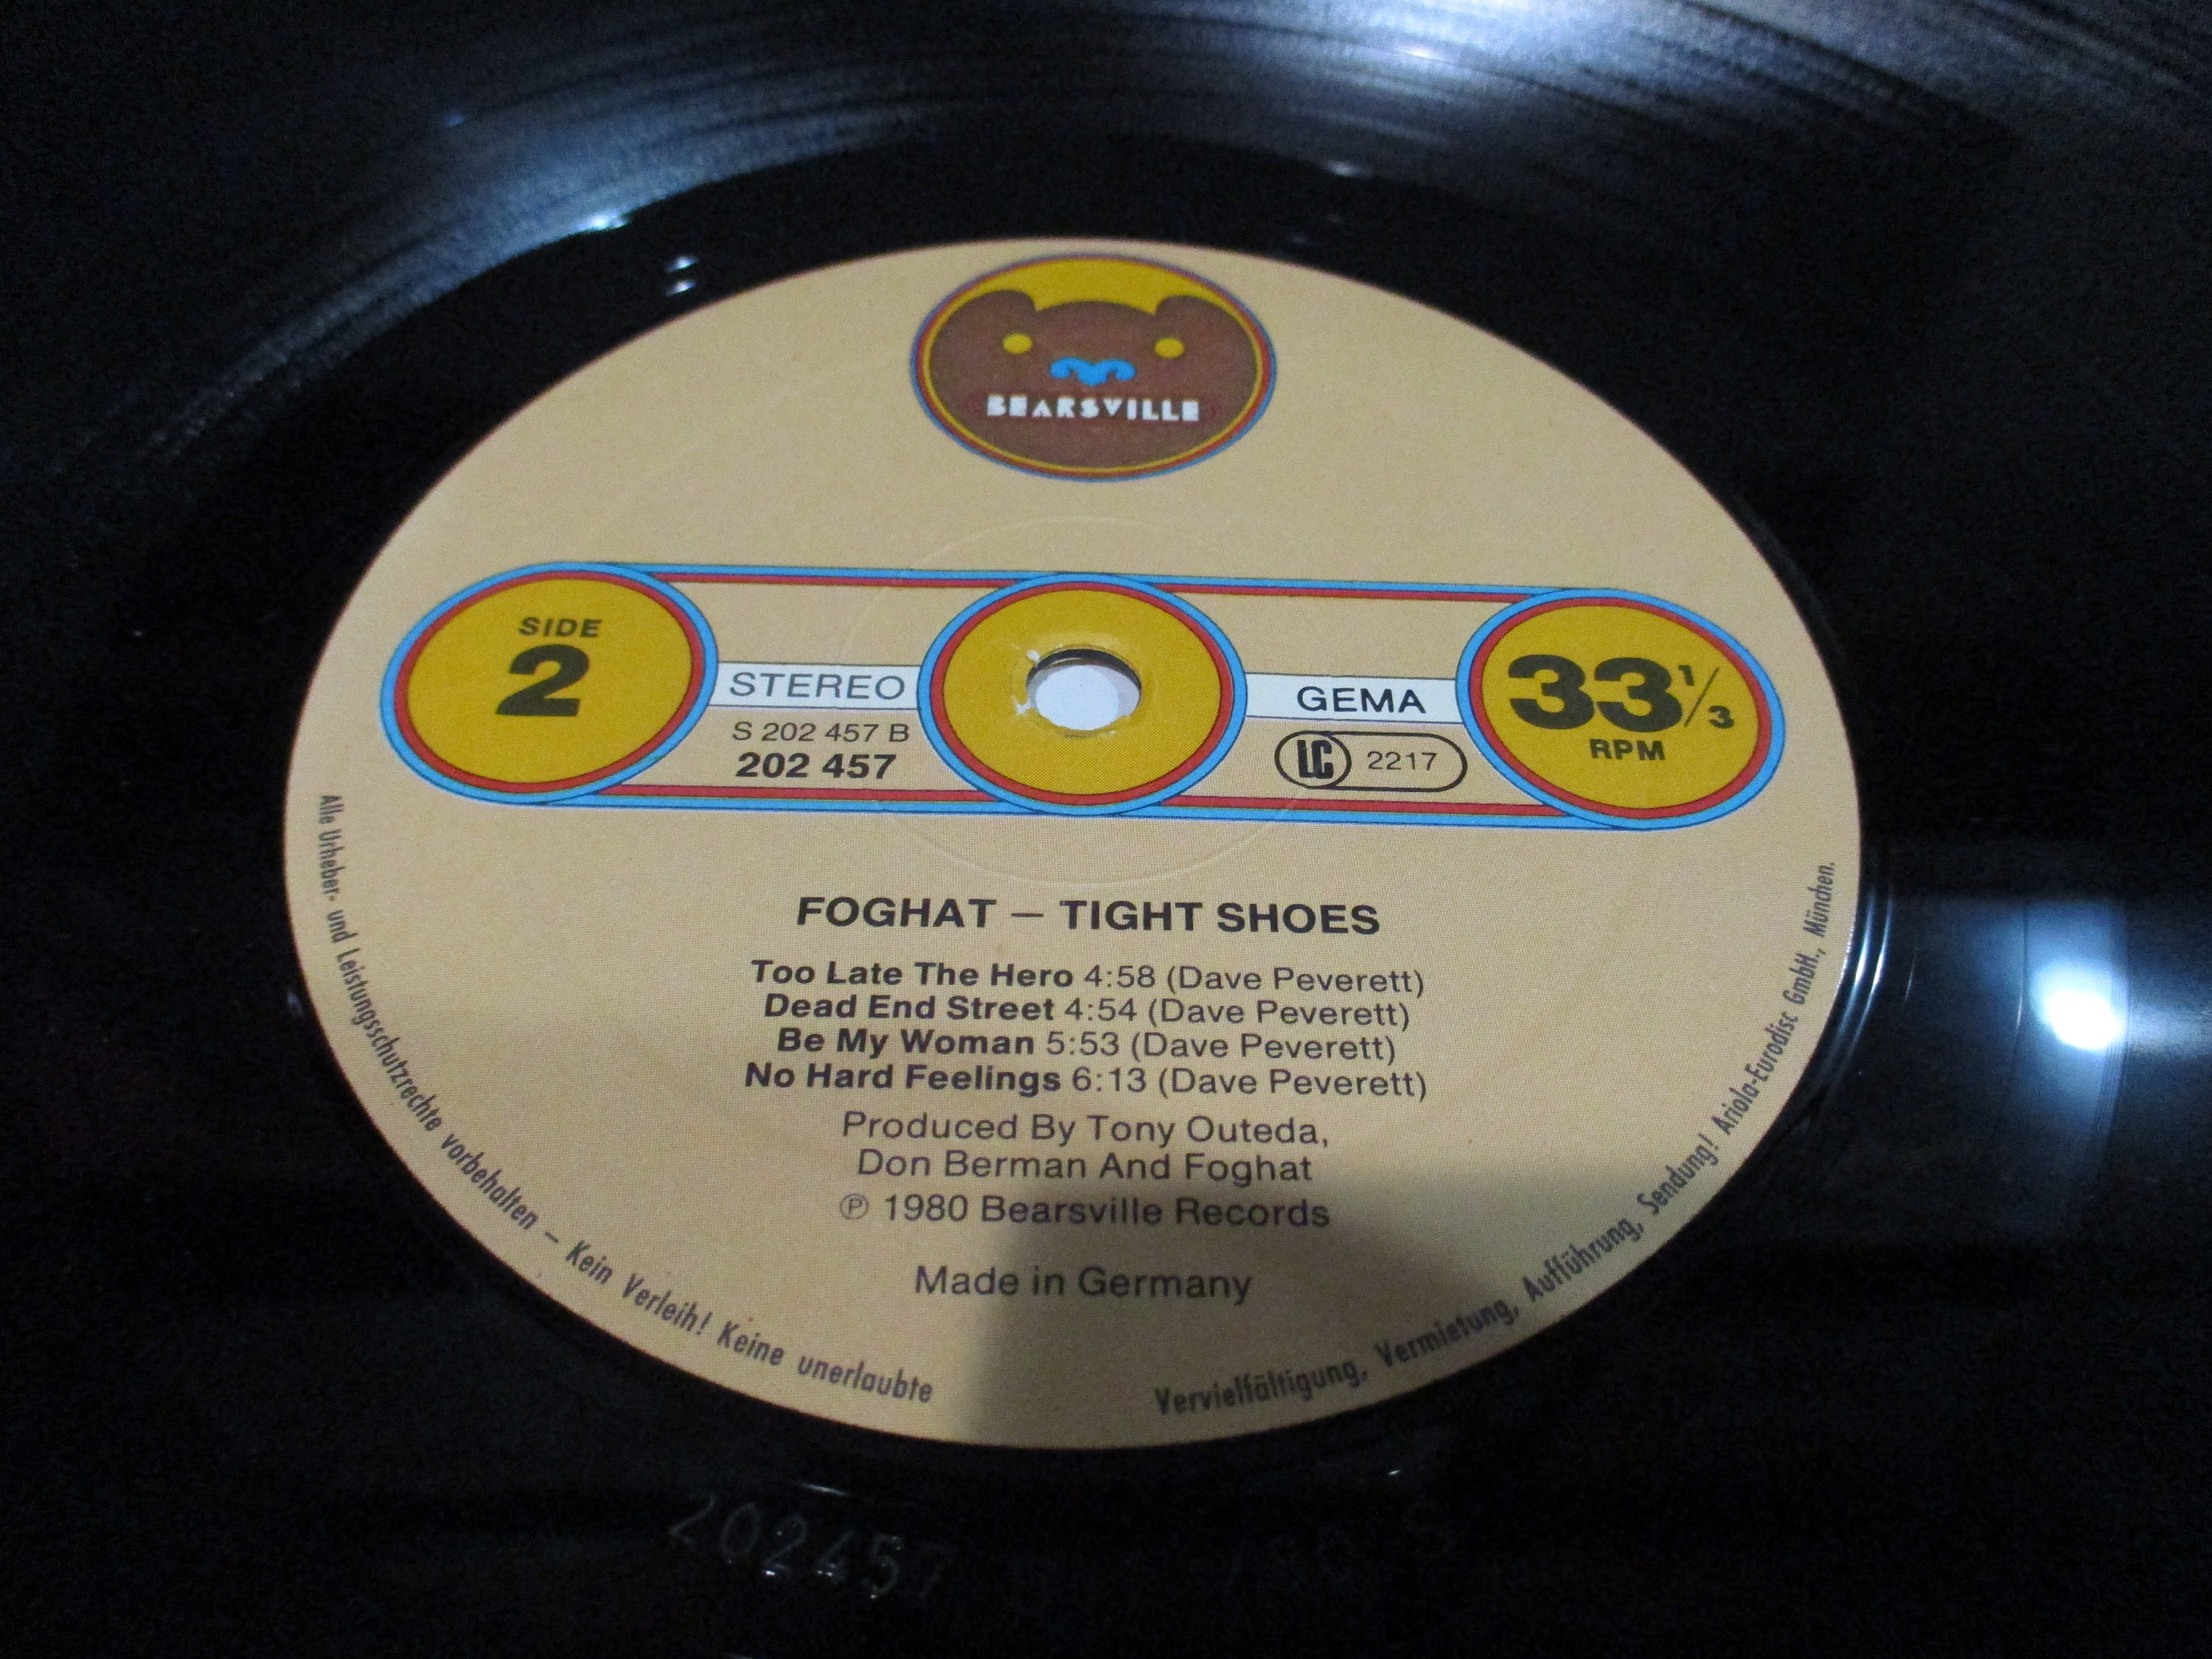 BEARSVILLE
SIDE
2
STEREO
S 202 457 B
202 457
GEMA
LC 2217
33 1/3
RPM
FOGHAT – TIGHT SHOES
Too Late The Hero 4:58 (Dave Peverett)
Dead End Street 4:54 (Dave Peverett)
Be My Woman 5:53 (Dave Peverett)
No Hard Feelings 6:13 (Dave Peverett)
Produced By Tony Outeda,
Don Berman And Foghat
℗ 1980 Bearsville Records
Made in Germany
Alle Urheber- und Leistungsschutzrechte vorbehalten – Kein Verleih! Keine unerlaubte
Vervielfältigung, Vermietung, Aufführung, Sendung! Ariola-Eurodisc GmbH., München.
202457